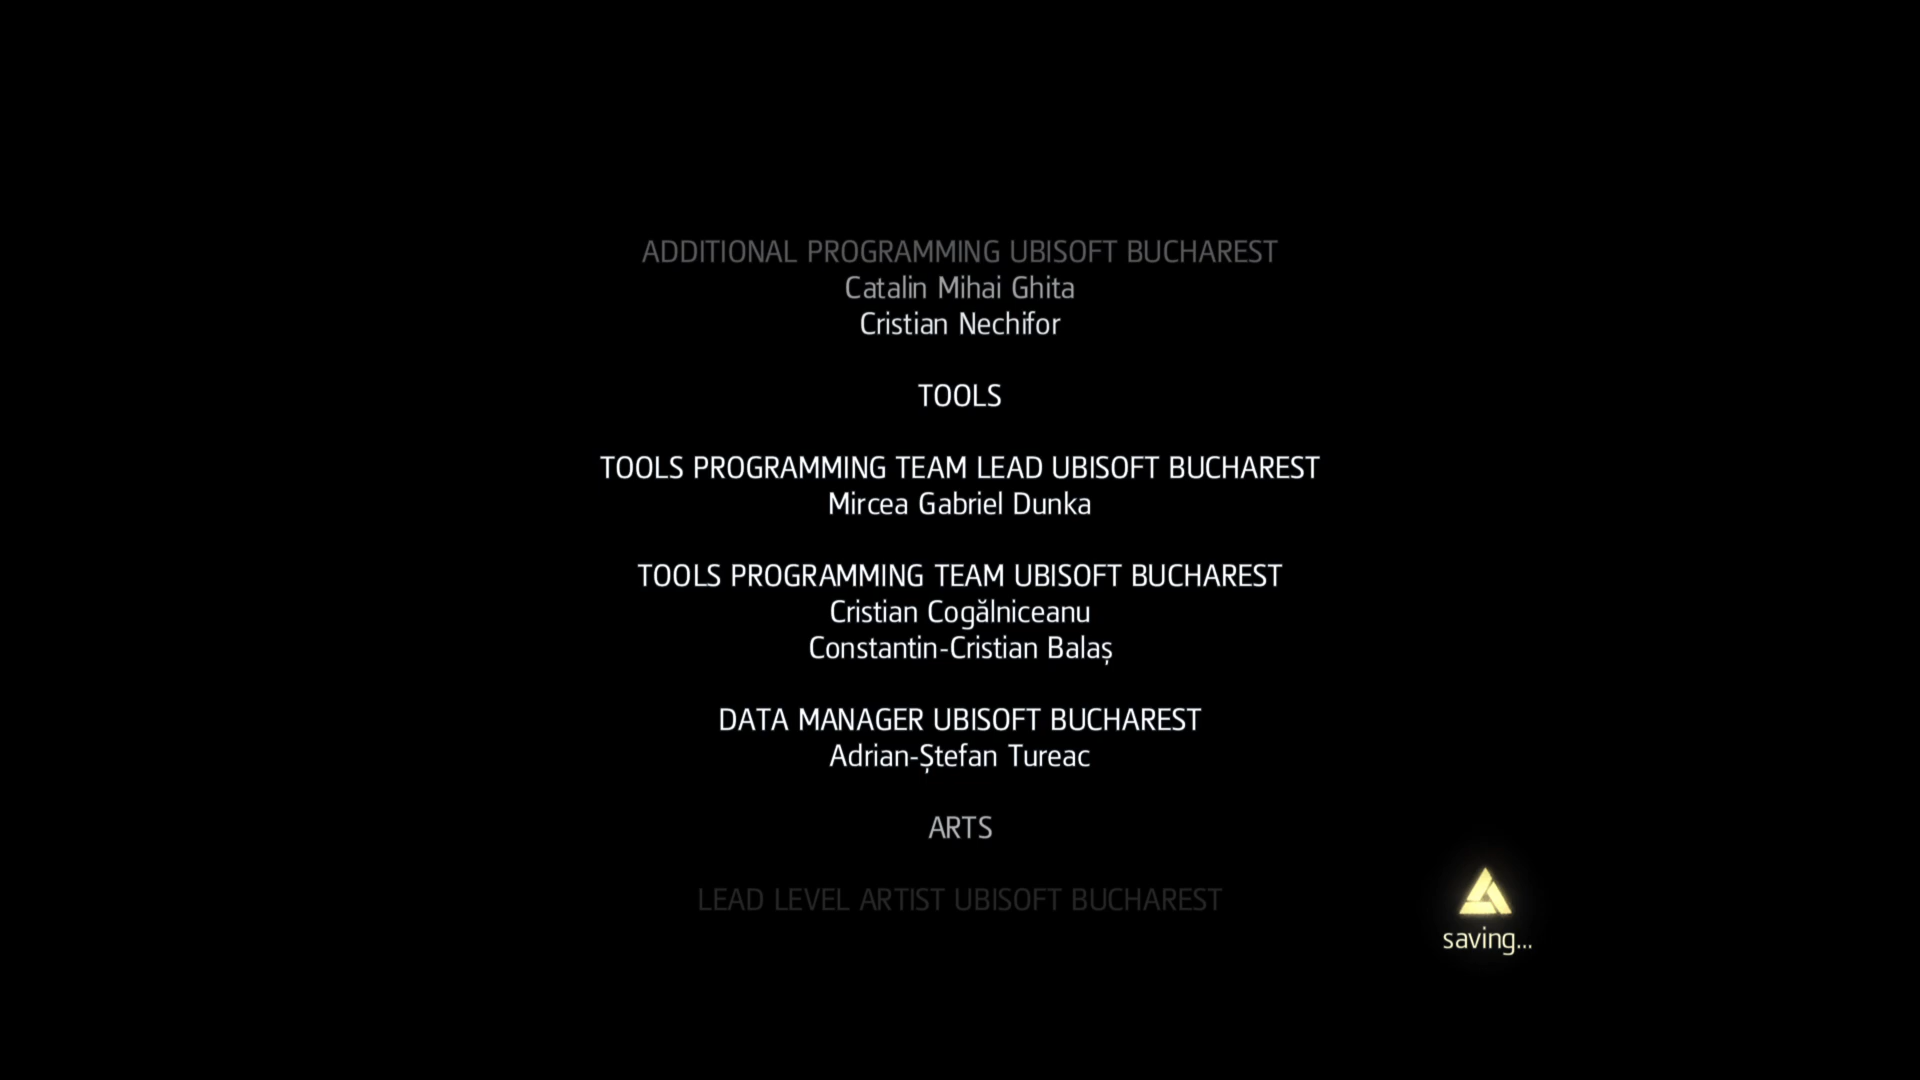 ADDITIONAL PROGRAMMING UBISOFT BUCHAREST
Catalin Mihai Ghita
Cristian Nechifor
TOOLS
TOOLS PROGRAMMING TEAM LEAD UBISOFT BUCHAREST
Mircea Gabriel Dunka
TOOLS PROGRAMMING TEAM UBISOFT BUCHAREST
Cristian Cogălniceanu
Constantin-Cristian Balaș
DATA MANAGER UBISOFT BUCHAREST
Adrian-Ștefan Tureac
ARTS
LEAD LEVEL ARTIST UBISOFT BUCHAREST
saving...